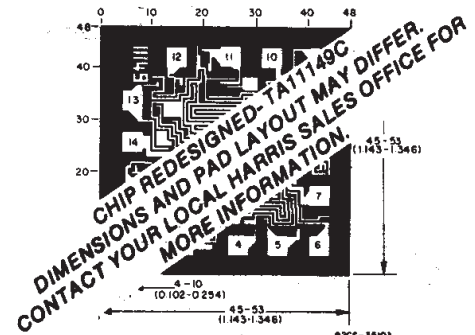 0 10 20 30 40 48
48
40
30
20
12 11 10
13
14
7
4 5 6
CHIP REDESIGNED-TA11149C
DIMENSIONS AND PAD LAYOUT MAY DIFFER.
CONTACT YOUR LOCAL HARRIS SALES OFFICE FOR
MORE INFORMATION.
45-53
(1.143-1.346)
4-10
(0.102-0.254)
45-53
(1.143-1.346)